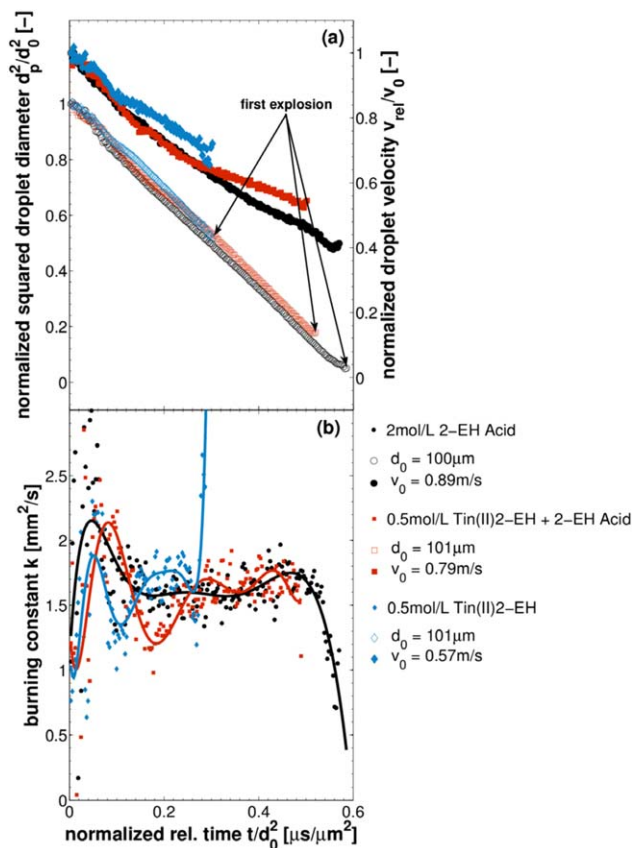 (a)
first explosion
normalized squared droplet diameter d_p^2/d_0^2 [-]
1
0.8
0.6
0.4
0.2
0
normalized droplet velocity v_rel/v_0 [-]
1
0.8
0.6
0.4
0.2
0
(b)
burning constant k [mm^2/s]
2.5
2
1.5
1
0.5
0
0
0.2
0.4
0.6
normalized rel. time t/d_0^2 [μs/μm^2]
2mol/L 2-EH Acid
d_0 = 100μm
v_0 = 0.89m/s
0.5mol/L Tin(II)2-EH + 2-EH Acid
d_0 = 101μm
v_0 = 0.79m/s
0.5mol/L Tin(II)2-EH
d_0 = 101μm
v_0 = 0.57m/s